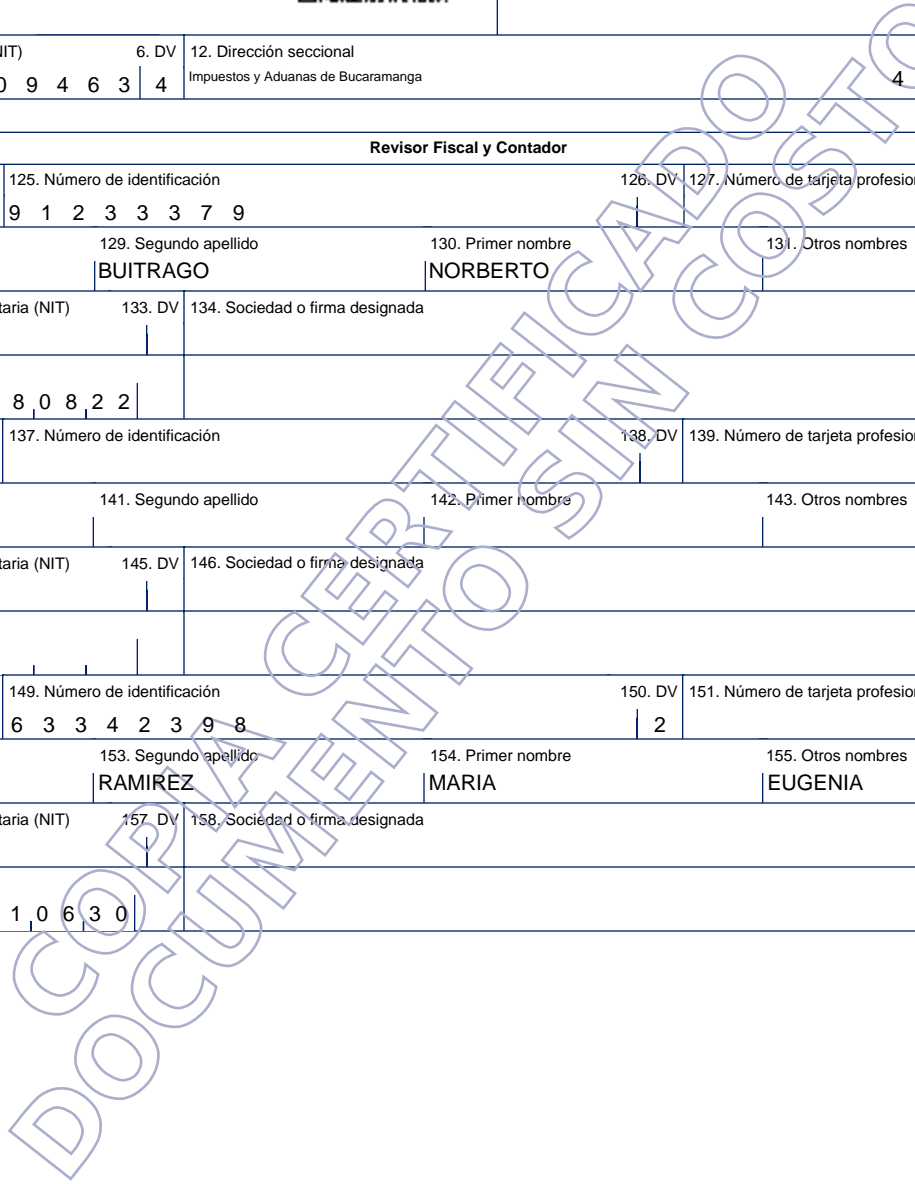 NIT) 6. DV 12. Dirección seccional
0 9 4 6 3 4 Impuestos y Aduanas de Bucaramanga 4
Revisor Fiscal y Contador
125. Número de identificación 126. DV 127. Número de tarjeta profesion
9 1 2 3 3 3 7 9
129. Segundo apellido 130. Primer nombre 131. Otros nombres
BUITRAGO NORBERTO
taria (NIT) 133. DV 134. Sociedad o firma designada
8 0 8 2 2
137. Número de identificación 138. DV 139. Número de tarjeta profesion
141. Segundo apellido 142. Primer nombre 143. Otros nombres
taria (NIT) 145. DV 146. Sociedad o firma designada
149. Número de identificación 150. DV 151. Número de tarjeta profesion
6 3 3 4 2 3 9 8 2
153. Segundo apellido 154. Primer nombre 155. Otros nombres
RAMIREZ MARIA EUGENIA
taria (NIT) 157. DV 158. Sociedad o firma designada
1 0 6 3 0
COPIA CERTIFICADO
DOCUMENTO SIN COSTO